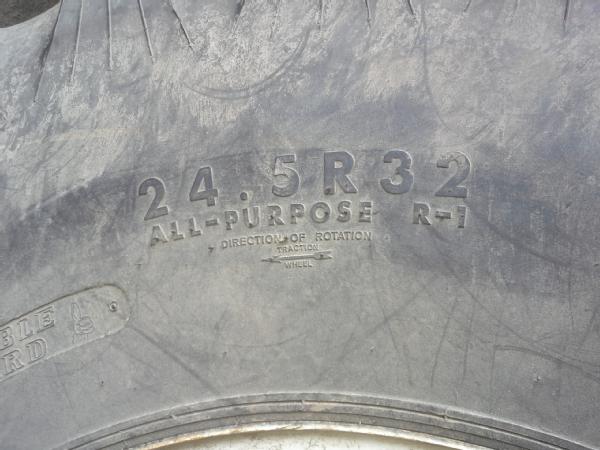 24.5R32
ALL-PURPOSE R-1
DIRECTION OF ROTATION
TRACTION
WHEEL